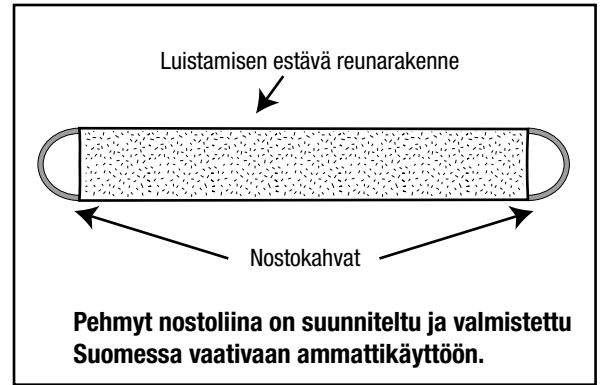 Luistamisen estävä reunarakenne
Nostokahvat
Pehmyt nostoliina on suunniteltu ja valmistettu
Suomessa vaativaan ammattikäyttöön.